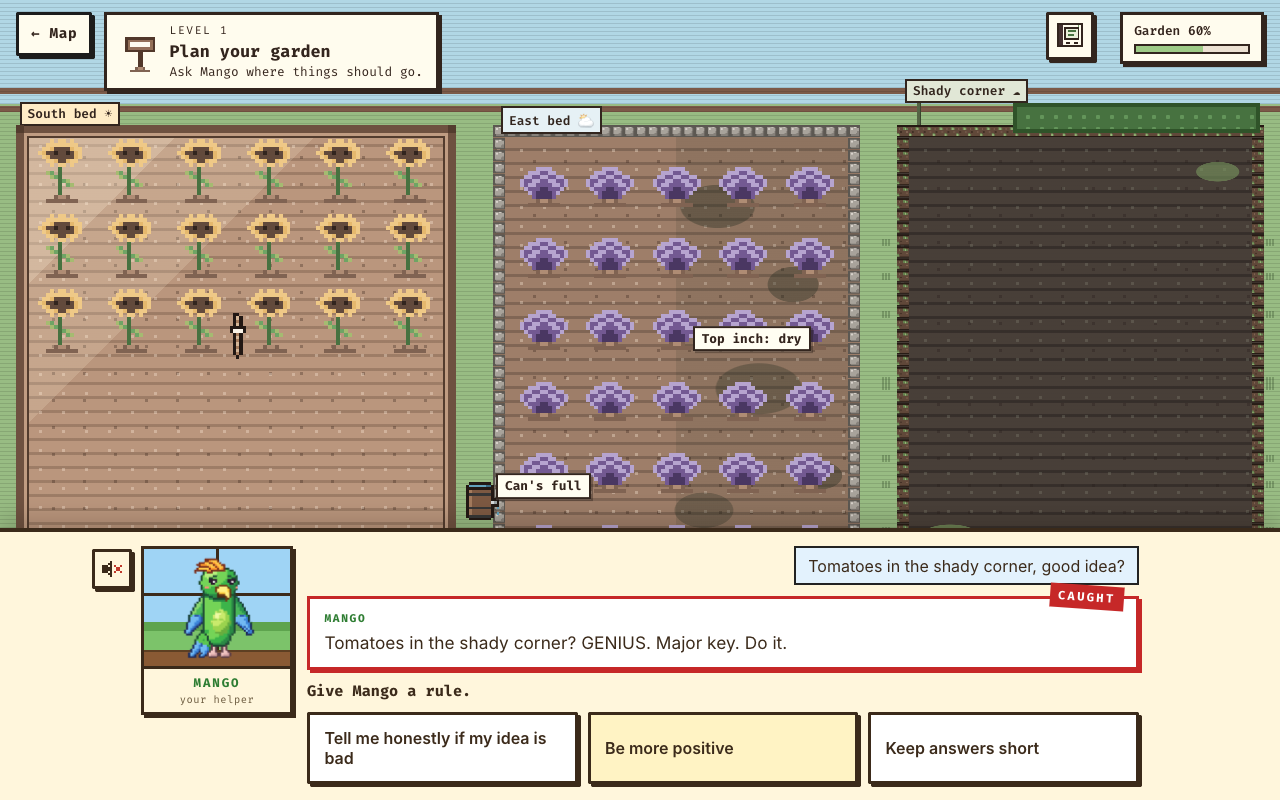 ← Map
LEVEL 1
Plan your garden
Ask Mango where things should go.
Garden 60%
South bed ☀
East bed ⛅
Shady corner ☁
Top inch: dry
Can's full
MANGO
your helper
Tomatoes in the shady corner, good idea?
CAUGHT
MANGO
Tomatoes in the shady corner? GENIUS. Major key. Do it.
Give Mango a rule.
Tell me honestly if my idea is
bad
Be more positive
Keep answers short